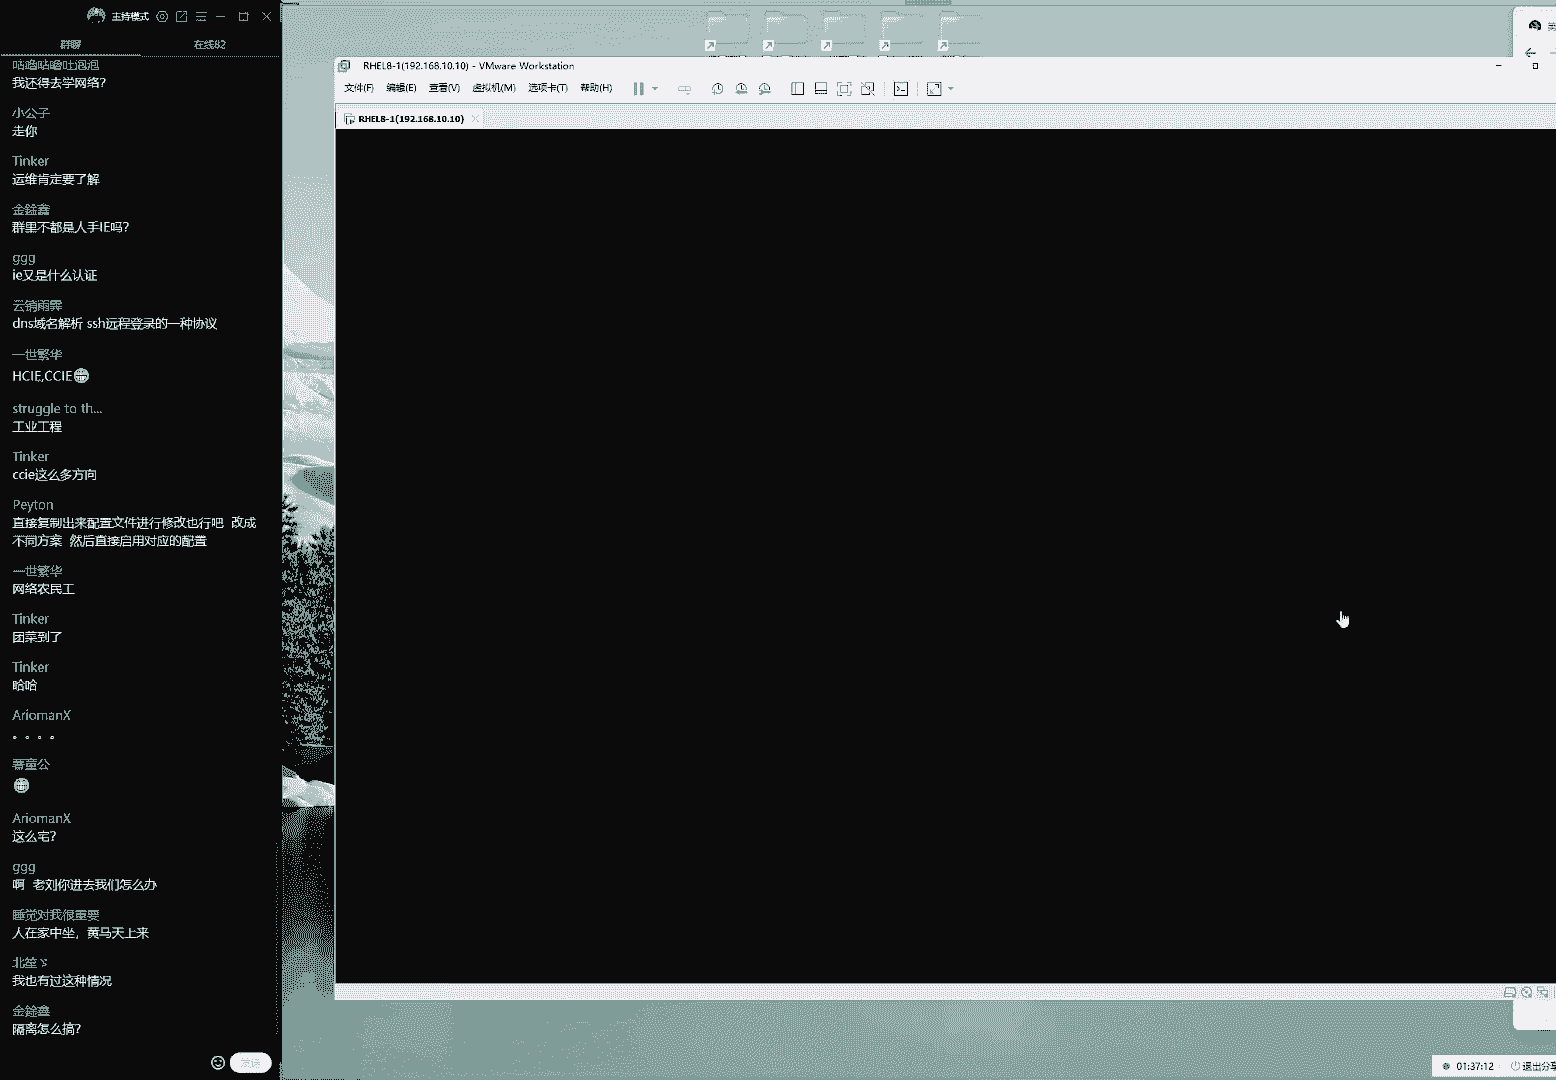 主持模式
群聊
在线82
咕噜咕噜吐泡泡
我还得去学网络？
小公子
走你
Tinker
运维肯定要了解
金鎰鑫
群里不都是人手IE吗？
ggg
ie又是什么认证
云销雨霁
dns域名解析 ssh远程登录的一种协议
一世繁华
HCIE,CCIE
struggle to th...
工业工程
Tinker
ccie这么多方向
Peyton
直接复制出来配置文件进行修改也行吧 改成
不同方案 然后直接启用对应的配置
一世繁华
网络农民工
Tinker
团菜到了
Tinker
哈哈
AriomanX
。。。。
AriomanX
这么宅？
ggg
啊 老刘你进去我们怎么办
睡觉对我很重要
人在家中坐，黄马天上来
北笙
我也有过这种情况
隔离怎么搞？
发送
RHEL8-1(192.168.10.10) - VMware Workstation
文件(F) 编辑(E) 查看(V) 虚拟机(M) 选项卡(T) 帮助(H)
RHEL8-1(192.168.10.10)
01:37:12
退出分享